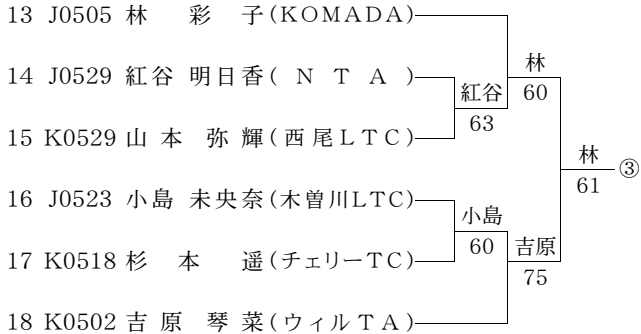 13 J0505 林 彩 子(KOMADA)
林
14 J0529 紅谷 明日香( N T A )
紅谷
60
63
15 K0529 山 本 弥 輝(西尾LTC)
林
③
61
16 J0523 小島 未央奈(木曽川LTC)
小島
60
吉原
17 K0518 杉 本 遥(チェリーTC)
75
18 K0502 吉 原 琴 菜(ウィルTA)